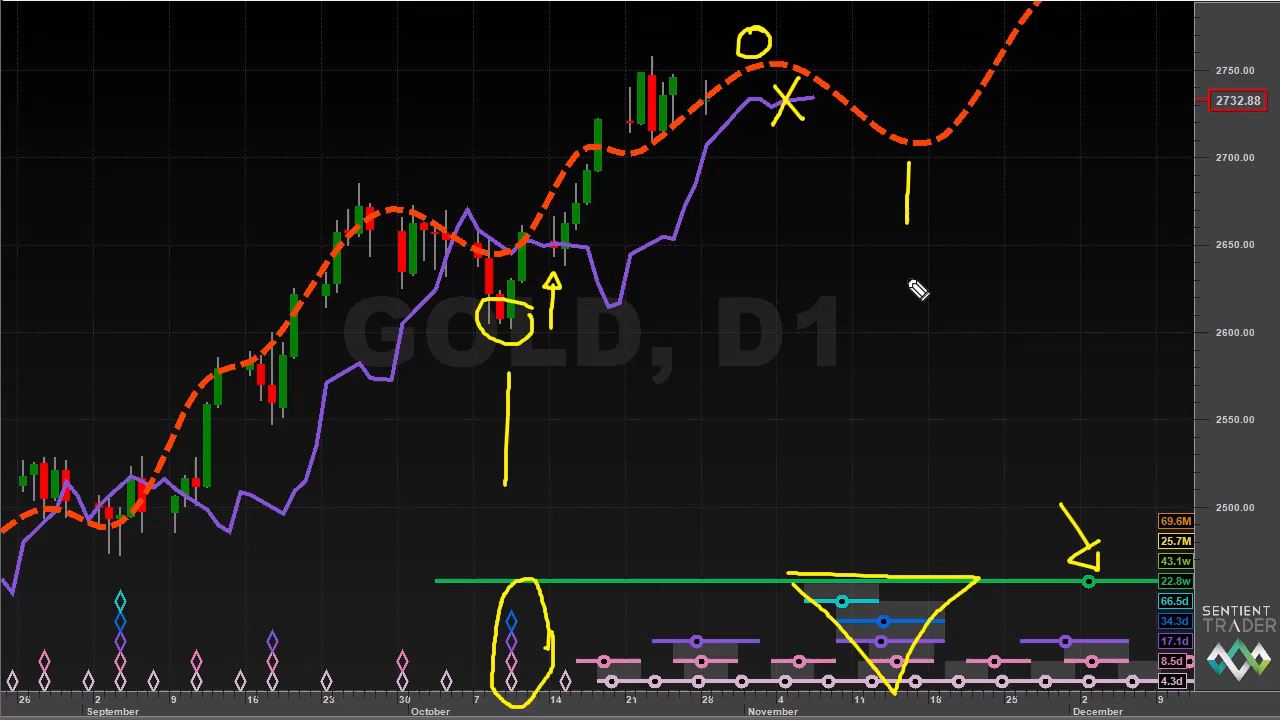 2750.00
2732.88
2700.00
2650.00
GOLD, D1
2600.00
2550.00
2500.00
69.6M
25.7M
43.1w
22.8w
66.5d
34.3d
17.1d
8.5d
4.3d
SENTIENT
TRADER
26 2 9 16 23 30 7 14 21 28 4 11 18 25 2 9
September October November December